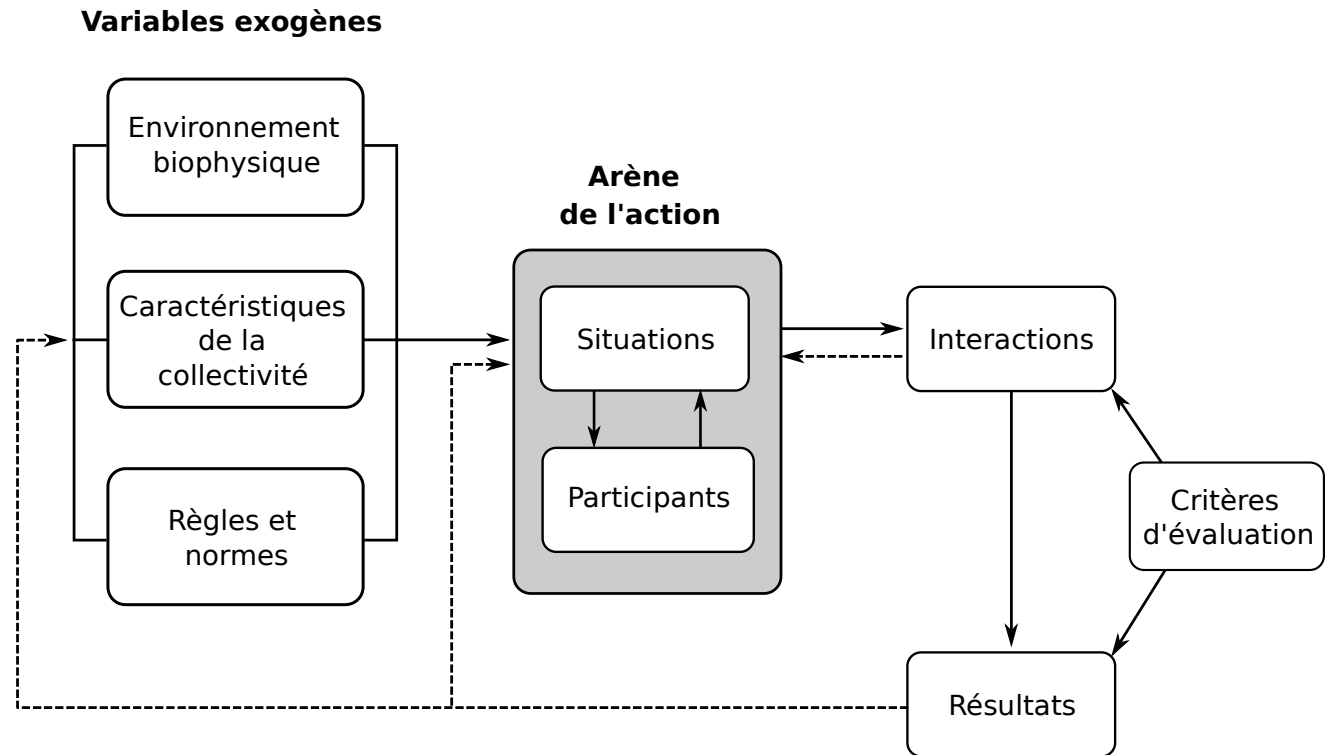 Variables exogènes
Environnement
biophysique
Caractéristiques
de la
collectivité
Règles et
normes
Arène
de l'action
Situations
Participants
Interactions
Critères
d'évaluation
Résultats